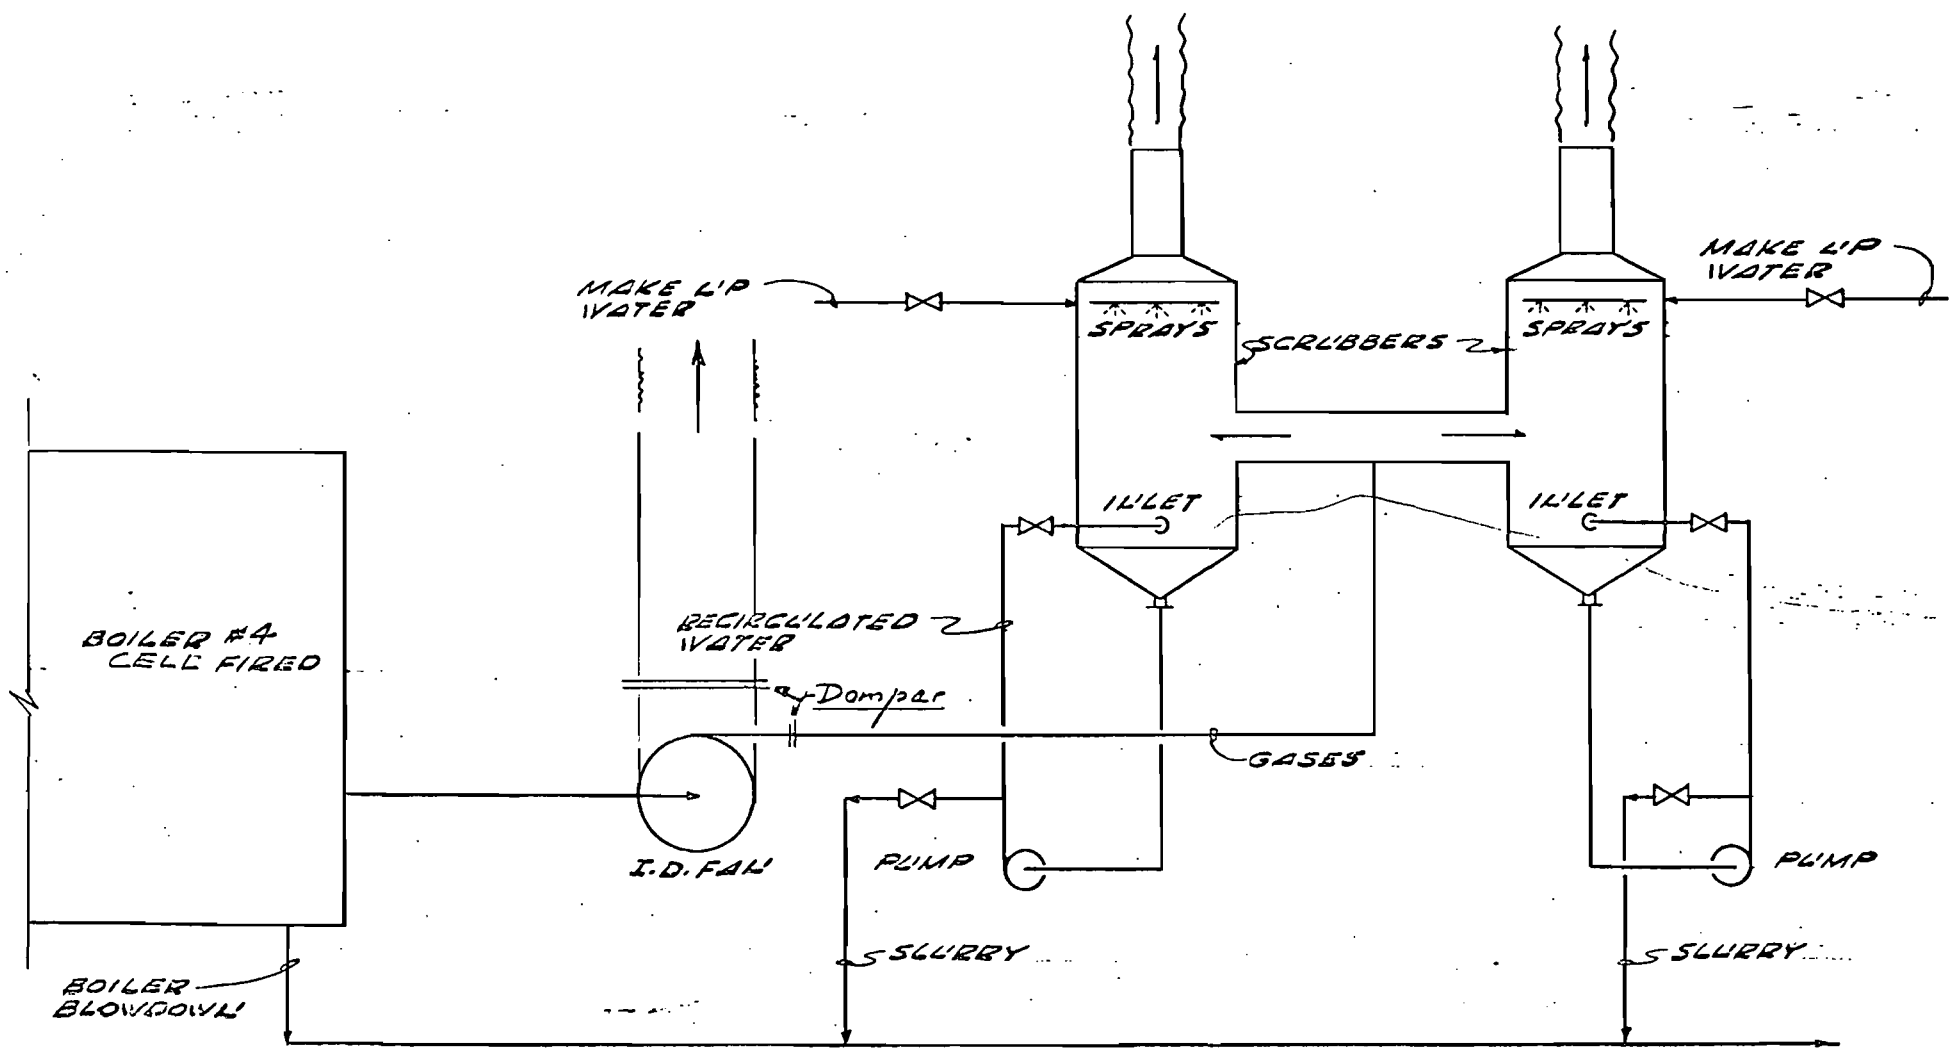 MAKE UP
WATER
MAKE UP
WATER
SPRAYS
SPRAYS
SCRUBBERS
INLET
INLET
BOILER #4
CELL FIRED
RECIRCULATED
WATER
Damper
GASES
I.D. FAN
PUMP
PUMP
SLURRY
SLURRY
BOILER
BLOWDOWN